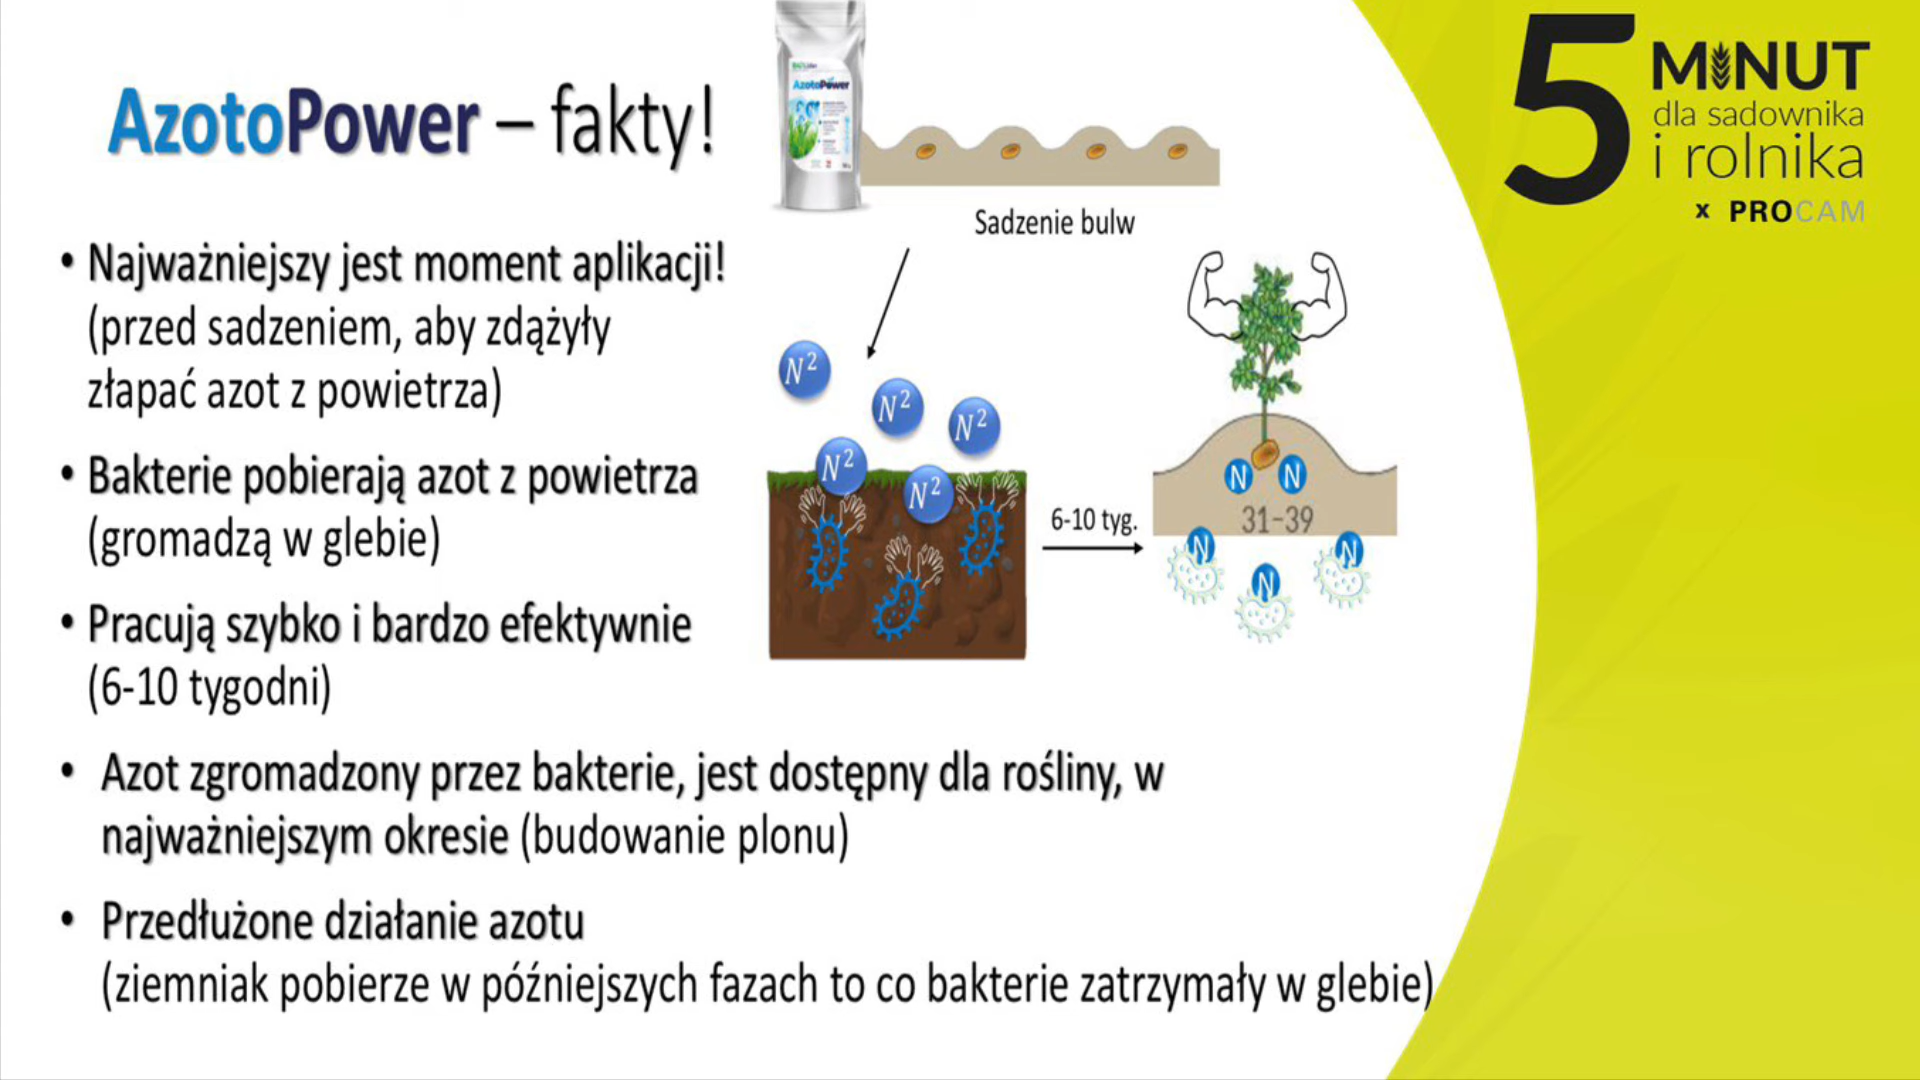 AzotoPower – fakty!
• Najważniejszy jest moment aplikacji!
(przed sadzeniem, aby zdążyły
złapać azot z powietrza)
• Bakterie pobierają azot z powietrza
(gromadzą w glebie)
• Pracują szybko i bardzo efektywnie
(6-10 tygodni)
• Azot zgromadzony przez bakterie, jest dostępny dla rośliny, w
najważniejszym okresie (budowanie plonu)
• Przedłużone działanie azotu
(ziemniak pobierze w późniejszych fazach to co bakterie zatrzymały w glebie)
AzotoPower
Sadzenie bulw
N²
N²
N²
N²
N²
6-10 tyg.
N N
31-39
N
N
N
5 MINUT
dla sadownika
i rolnika
x PROCAM